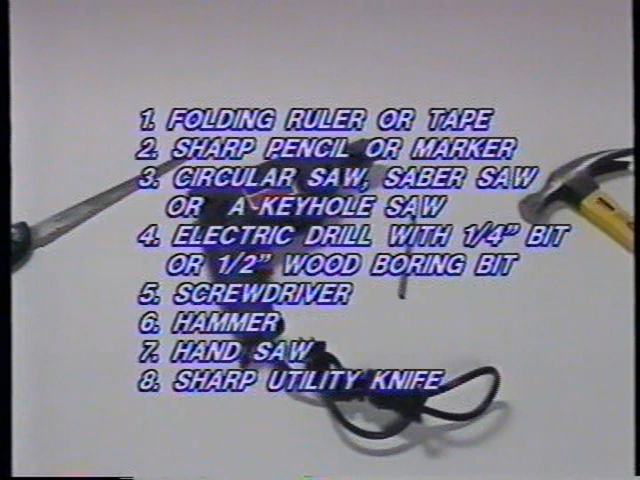 1. FOLDING RULER OR TAPE
2. SHARP PENCIL OR MARKER
3. CIRCULAR SAW, SABER SAW
OR A KEYHOLE SAW
4. ELECTRIC DRILL WITH 1/4" BIT
OR 1/2" WOOD BORING BIT
5. SCREWDRIVER
6. HAMMER
7. HAND SAW
8. SHARP UTILITY KNIFE